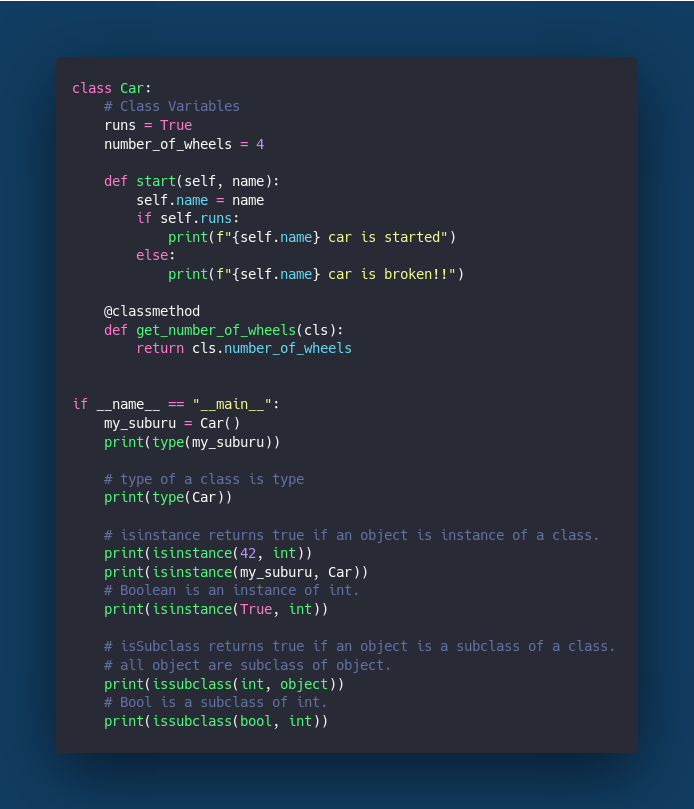 class Car:
    # Class Variables
    runs = True
    number_of_wheels = 4

    def start(self, name):
        self.name = name
        if self.runs:
            print(f"{self.name} car is started")
        else:
            print(f"{self.name} car is broken!!")

    @classmethod
    def get_number_of_wheels(cls):
        return cls.number_of_wheels


if __name__ == "__main__":
    my_suburu = Car()
    print(type(my_suburu))

    # type of a class is type
    print(type(Car))

    # isinstance returns true if an object is instance of a class.
    print(isinstance(42, int))
    print(isinstance(my_suburu, Car))
    # Boolean is an instance of int.
    print(isinstance(True, int))

    # isSubclass returns true if an object is a subclass of a class.
    # all object are subclass of object.
    print(issubclass(int, object))
    # Bool is a subclass of int.
    print(issubclass(bool, int))